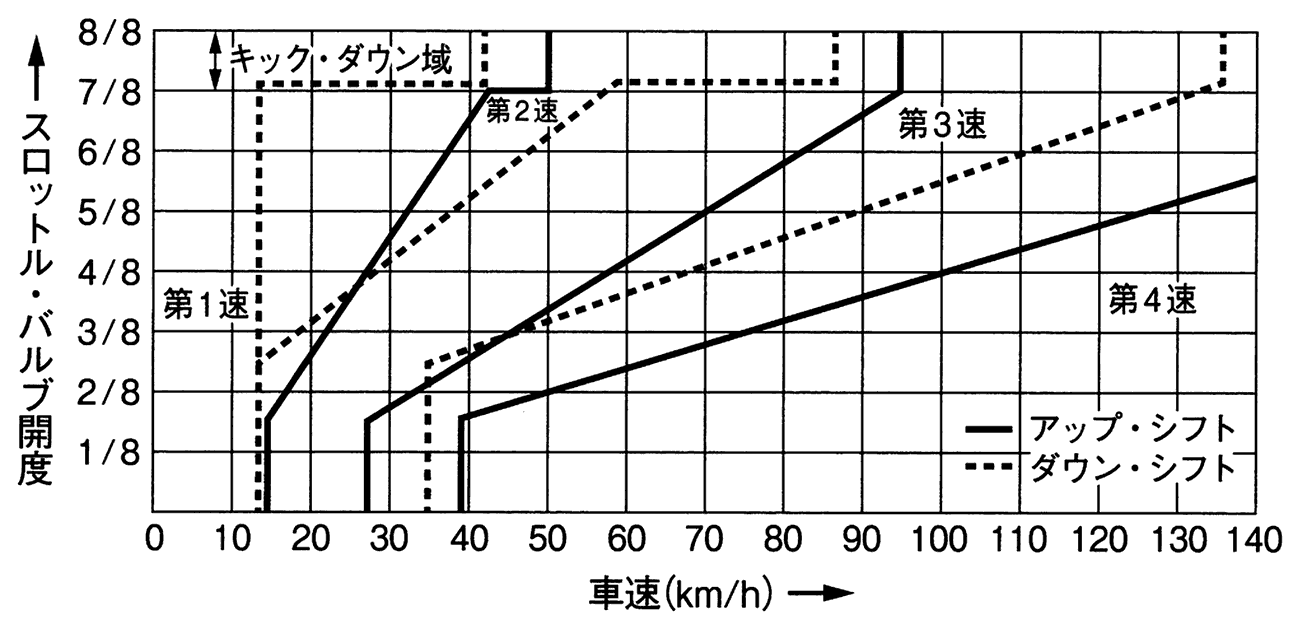 スロットル・バルブ開度
8/8
7/8
6/8
5/8
4/8
3/8
2/8
1/8
キック・ダウン域
第1速
第2速
第3速
第4速
アップ・シフト
ダウン・シフト
0 10 20 30 40 50 60 70 80 90 100 110 120 130 140
車速(km/h)